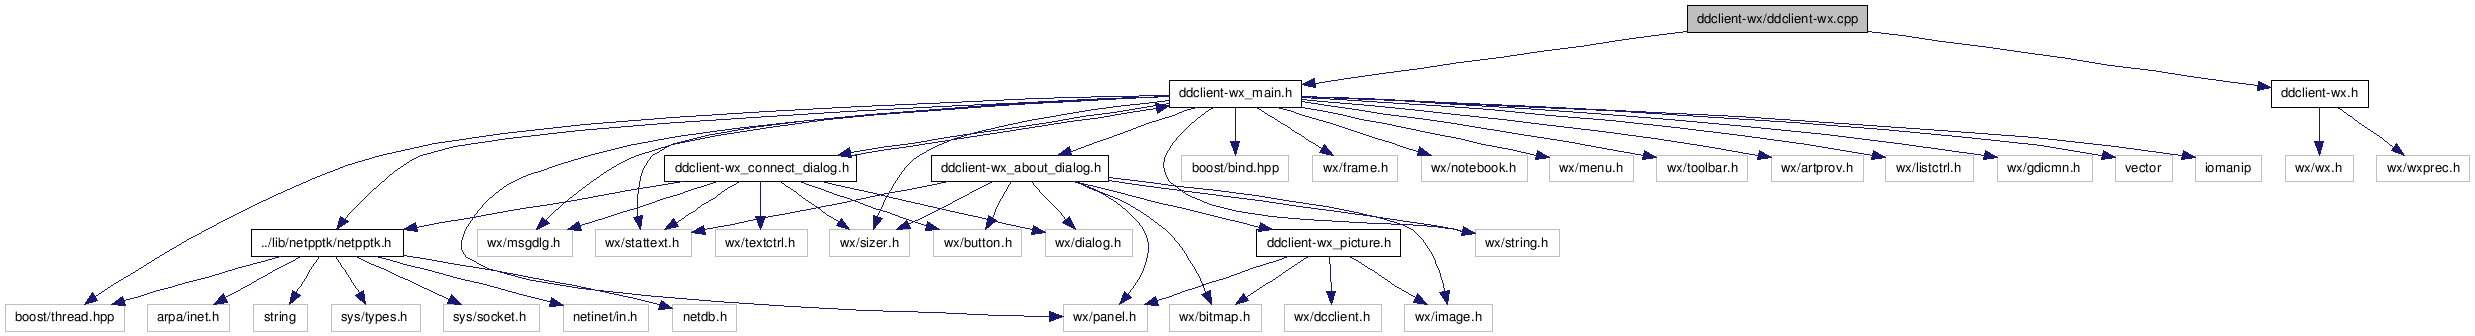 ddclient-wx/ddclient-wx.cpp
ddclient-wx_main.h
ddclient-wx.h
ddclient-wx_connect_dialog.h
ddclient-wx_about_dialog.h
boost/bind.hpp
wx/frame.h
wx/notebook.h
wx/menu.h
wx/toolbar.h
wx/artprov.h
wx/listctrl.h
wx/gdicmn.h
vector
iomanip
wx/wx.h
wx/wxprec.h
../lib/netpptk/netpptk.h
wx/msgdlg.h
wx/stattext.h
wx/textctrl.h
wx/sizer.h
wx/button.h
wx/dialog.h
ddclient-wx_picture.h
wx/string.h
boost/thread.hpp
arpa/inet.h
string
sys/types.h
sys/socket.h
netinet/in.h
netdb.h
wx/panel.h
wx/bitmap.h
wx/dcclient.h
wx/image.h